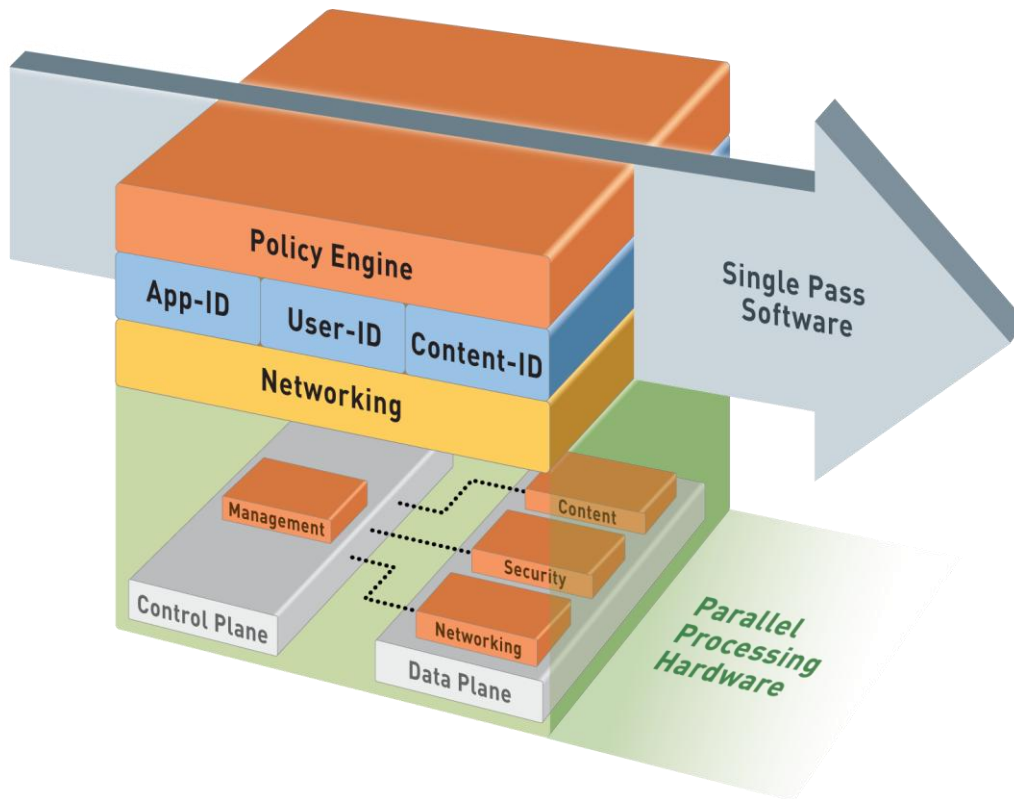 Policy Engine
App-ID
User-ID
Content-ID
Networking
Single Pass
Software
Management
Control Plane
Content
Security
Networking
Data Plane
Parallel
Processing
Hardware